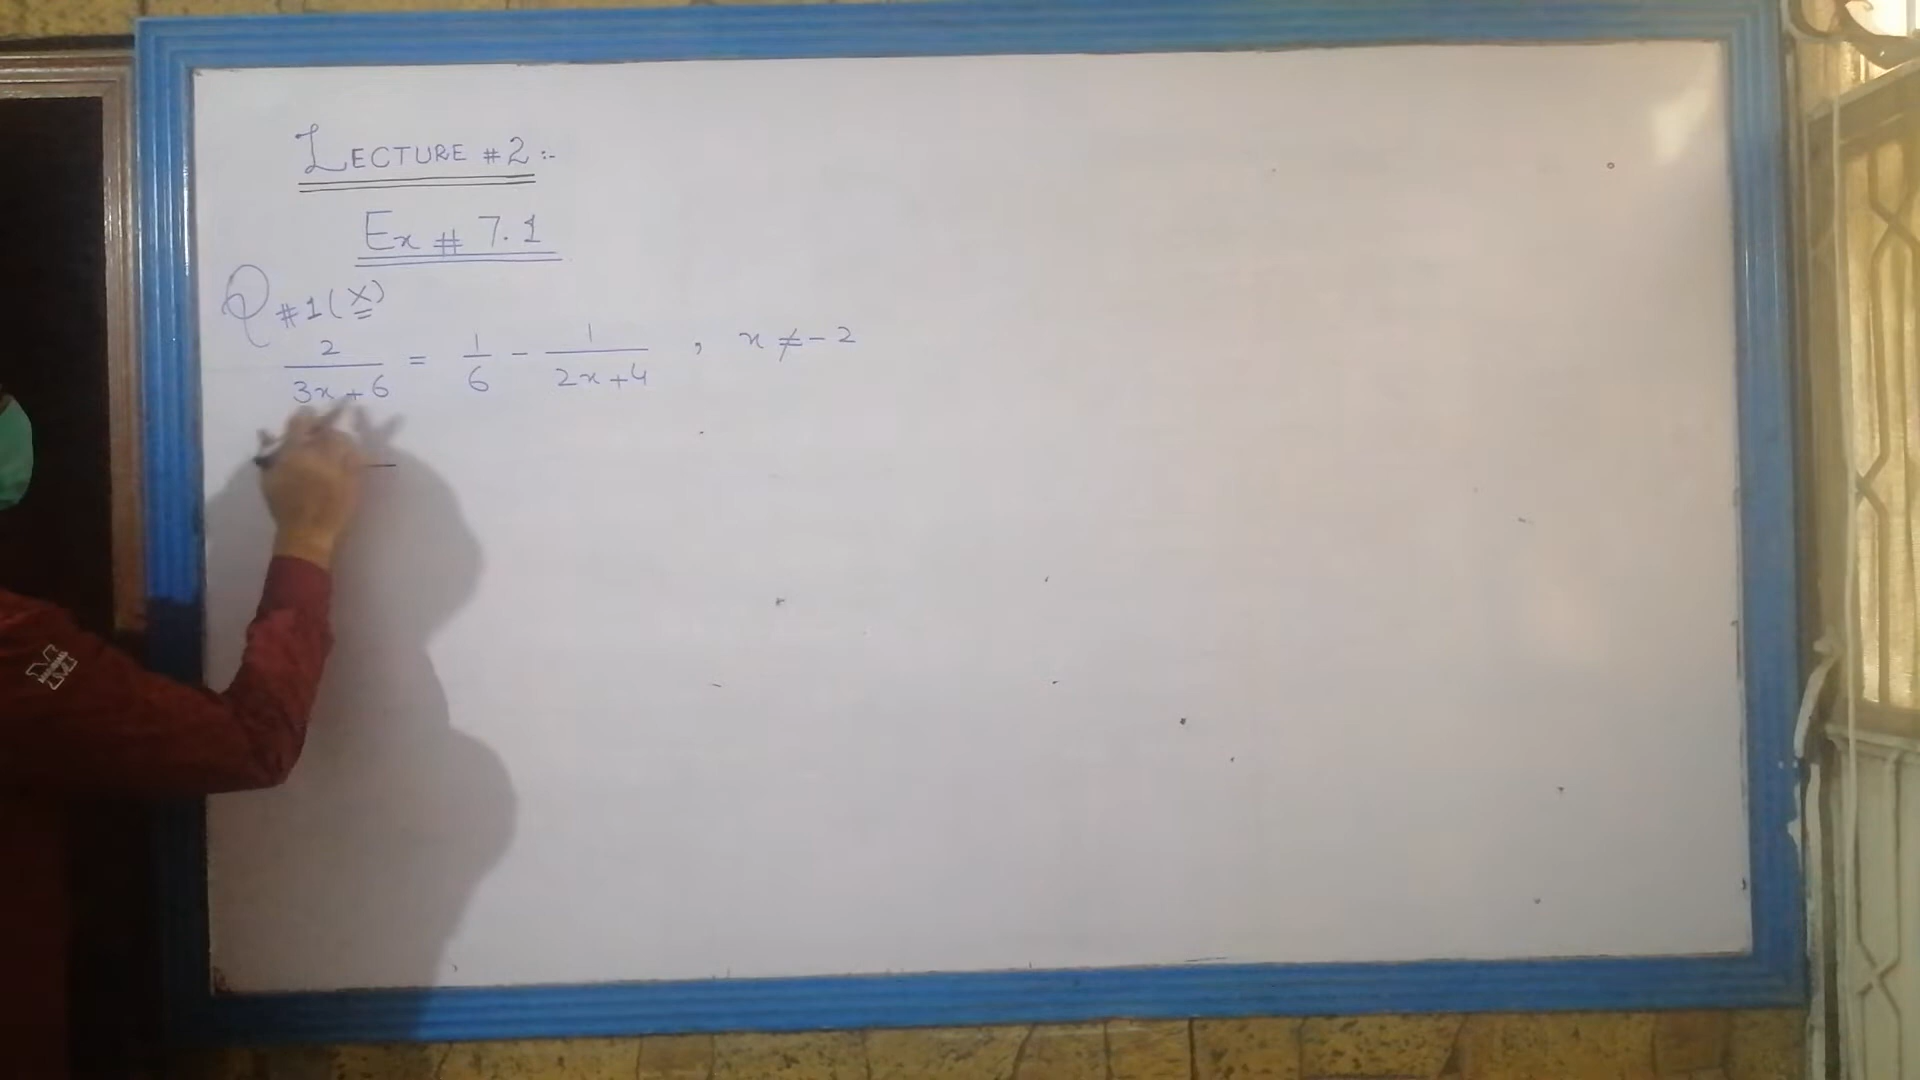 LECTURE #2 :-
Ex # 7.1
Q #1 (x)
2/(3x+6) = 1/6 - 1/(2x+4) , x ≠ -2